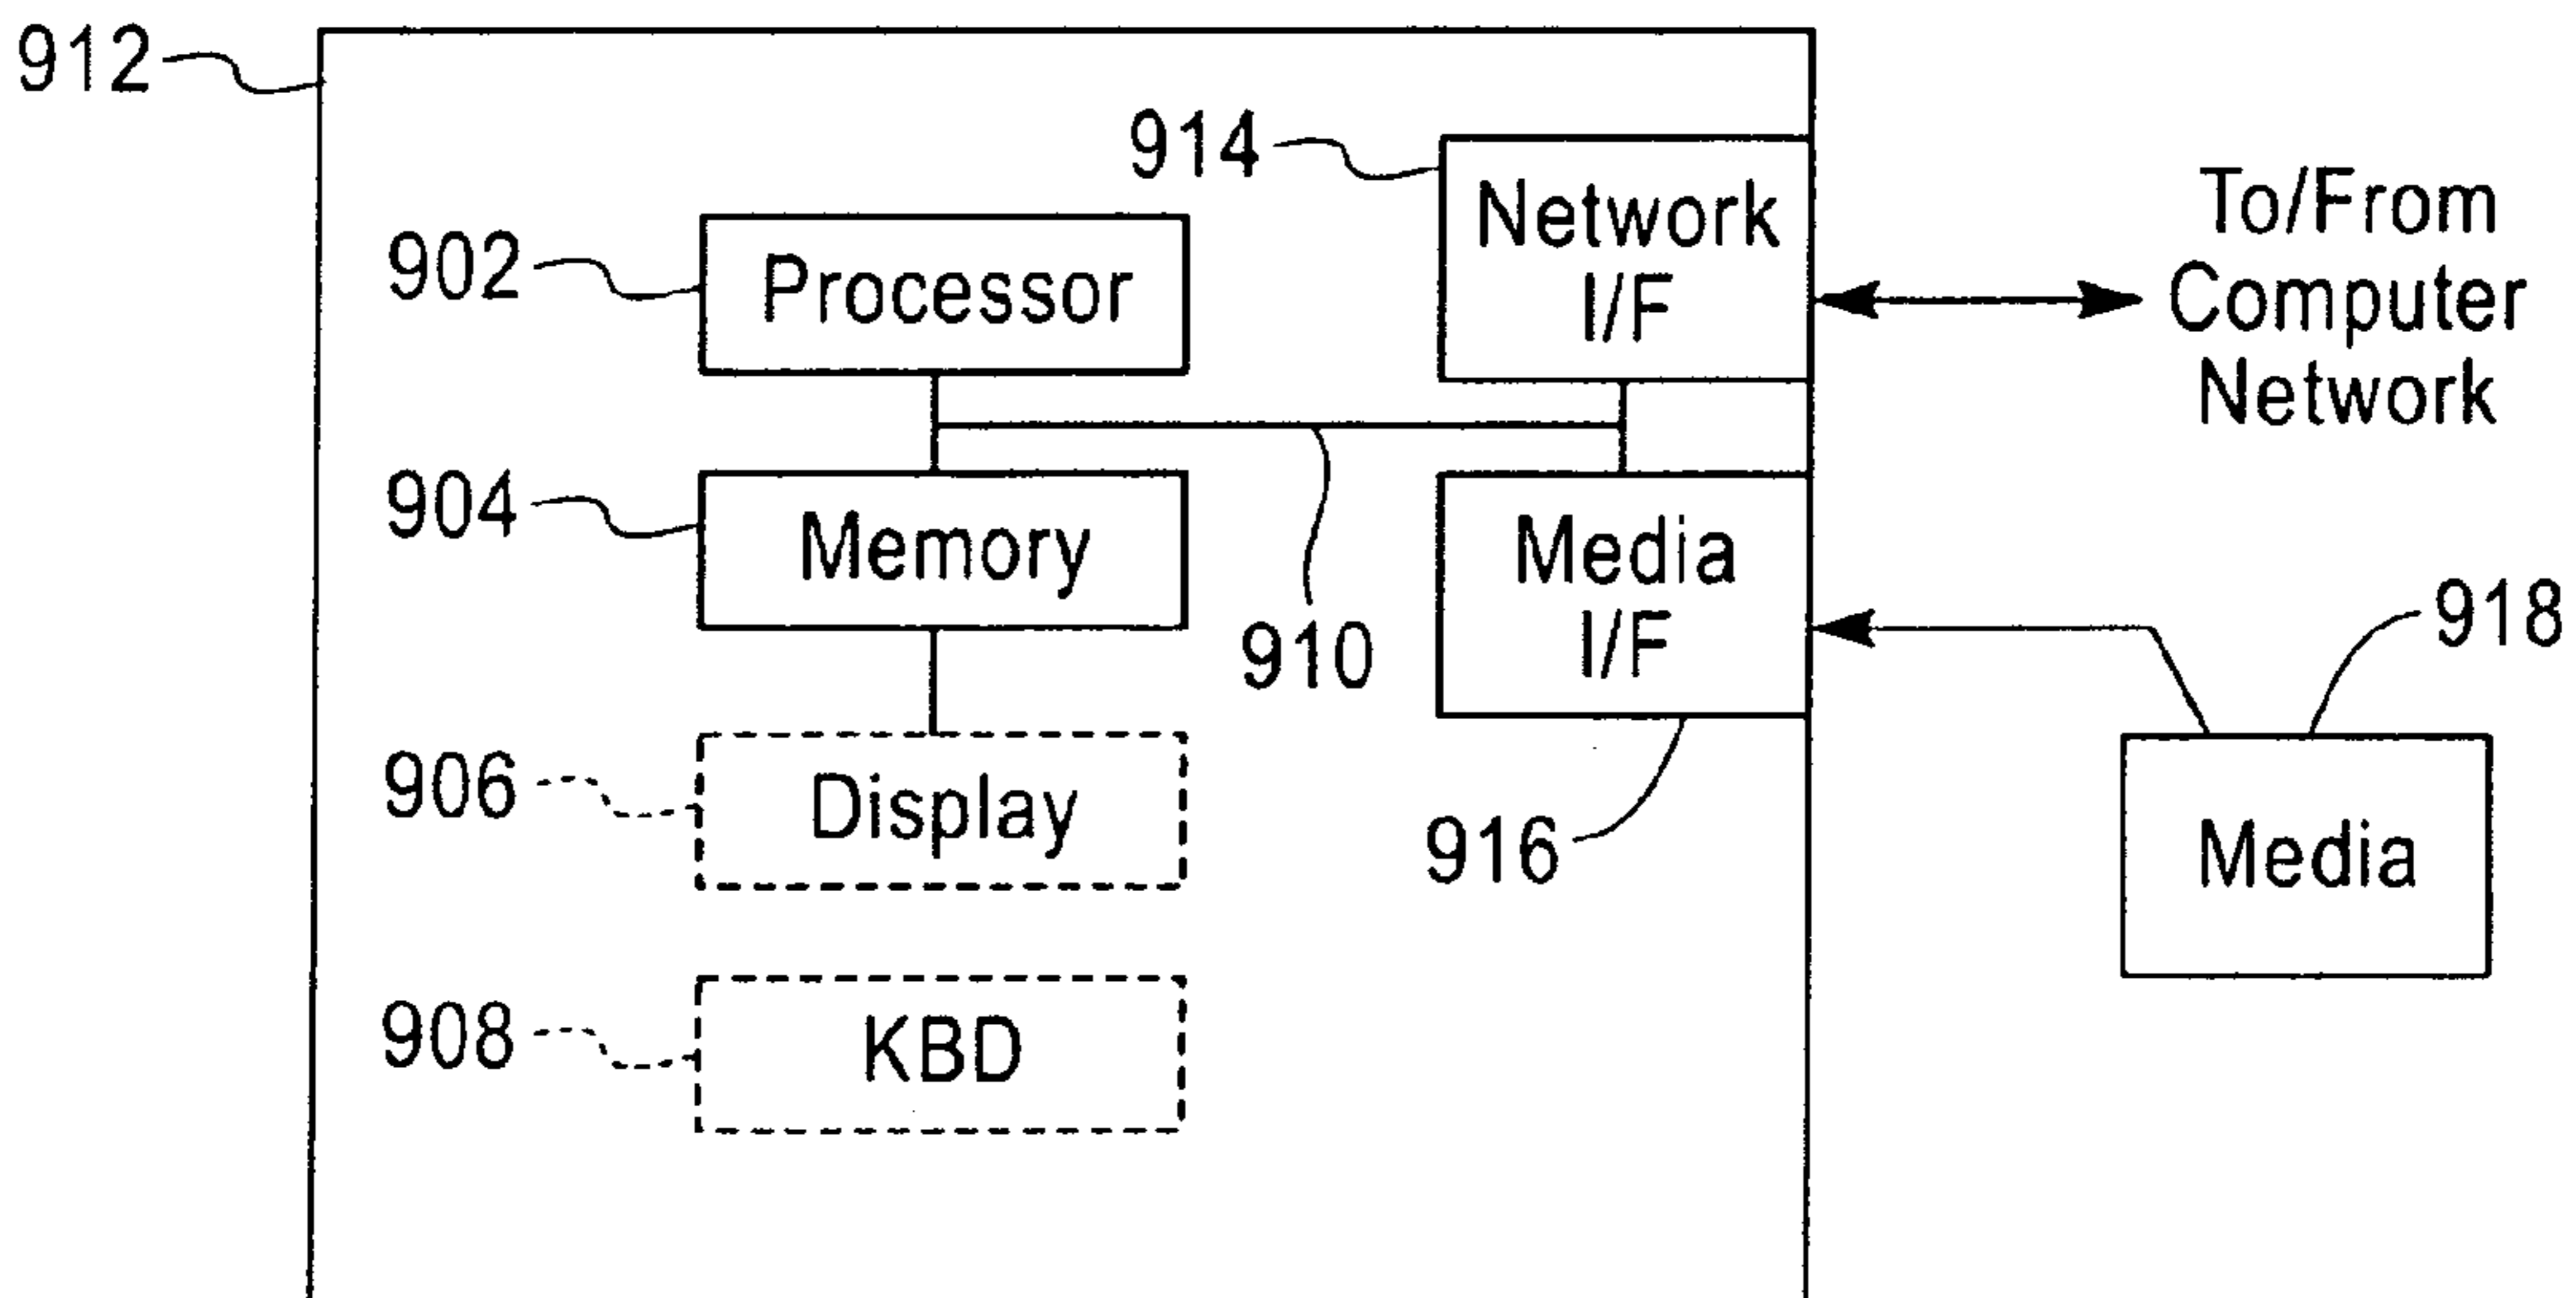 912
914
Network
I/F
To/From
Computer
Network
902
Processor
904
Memory
910
Media
I/F
918
906
Display
916
Media
908
KBD